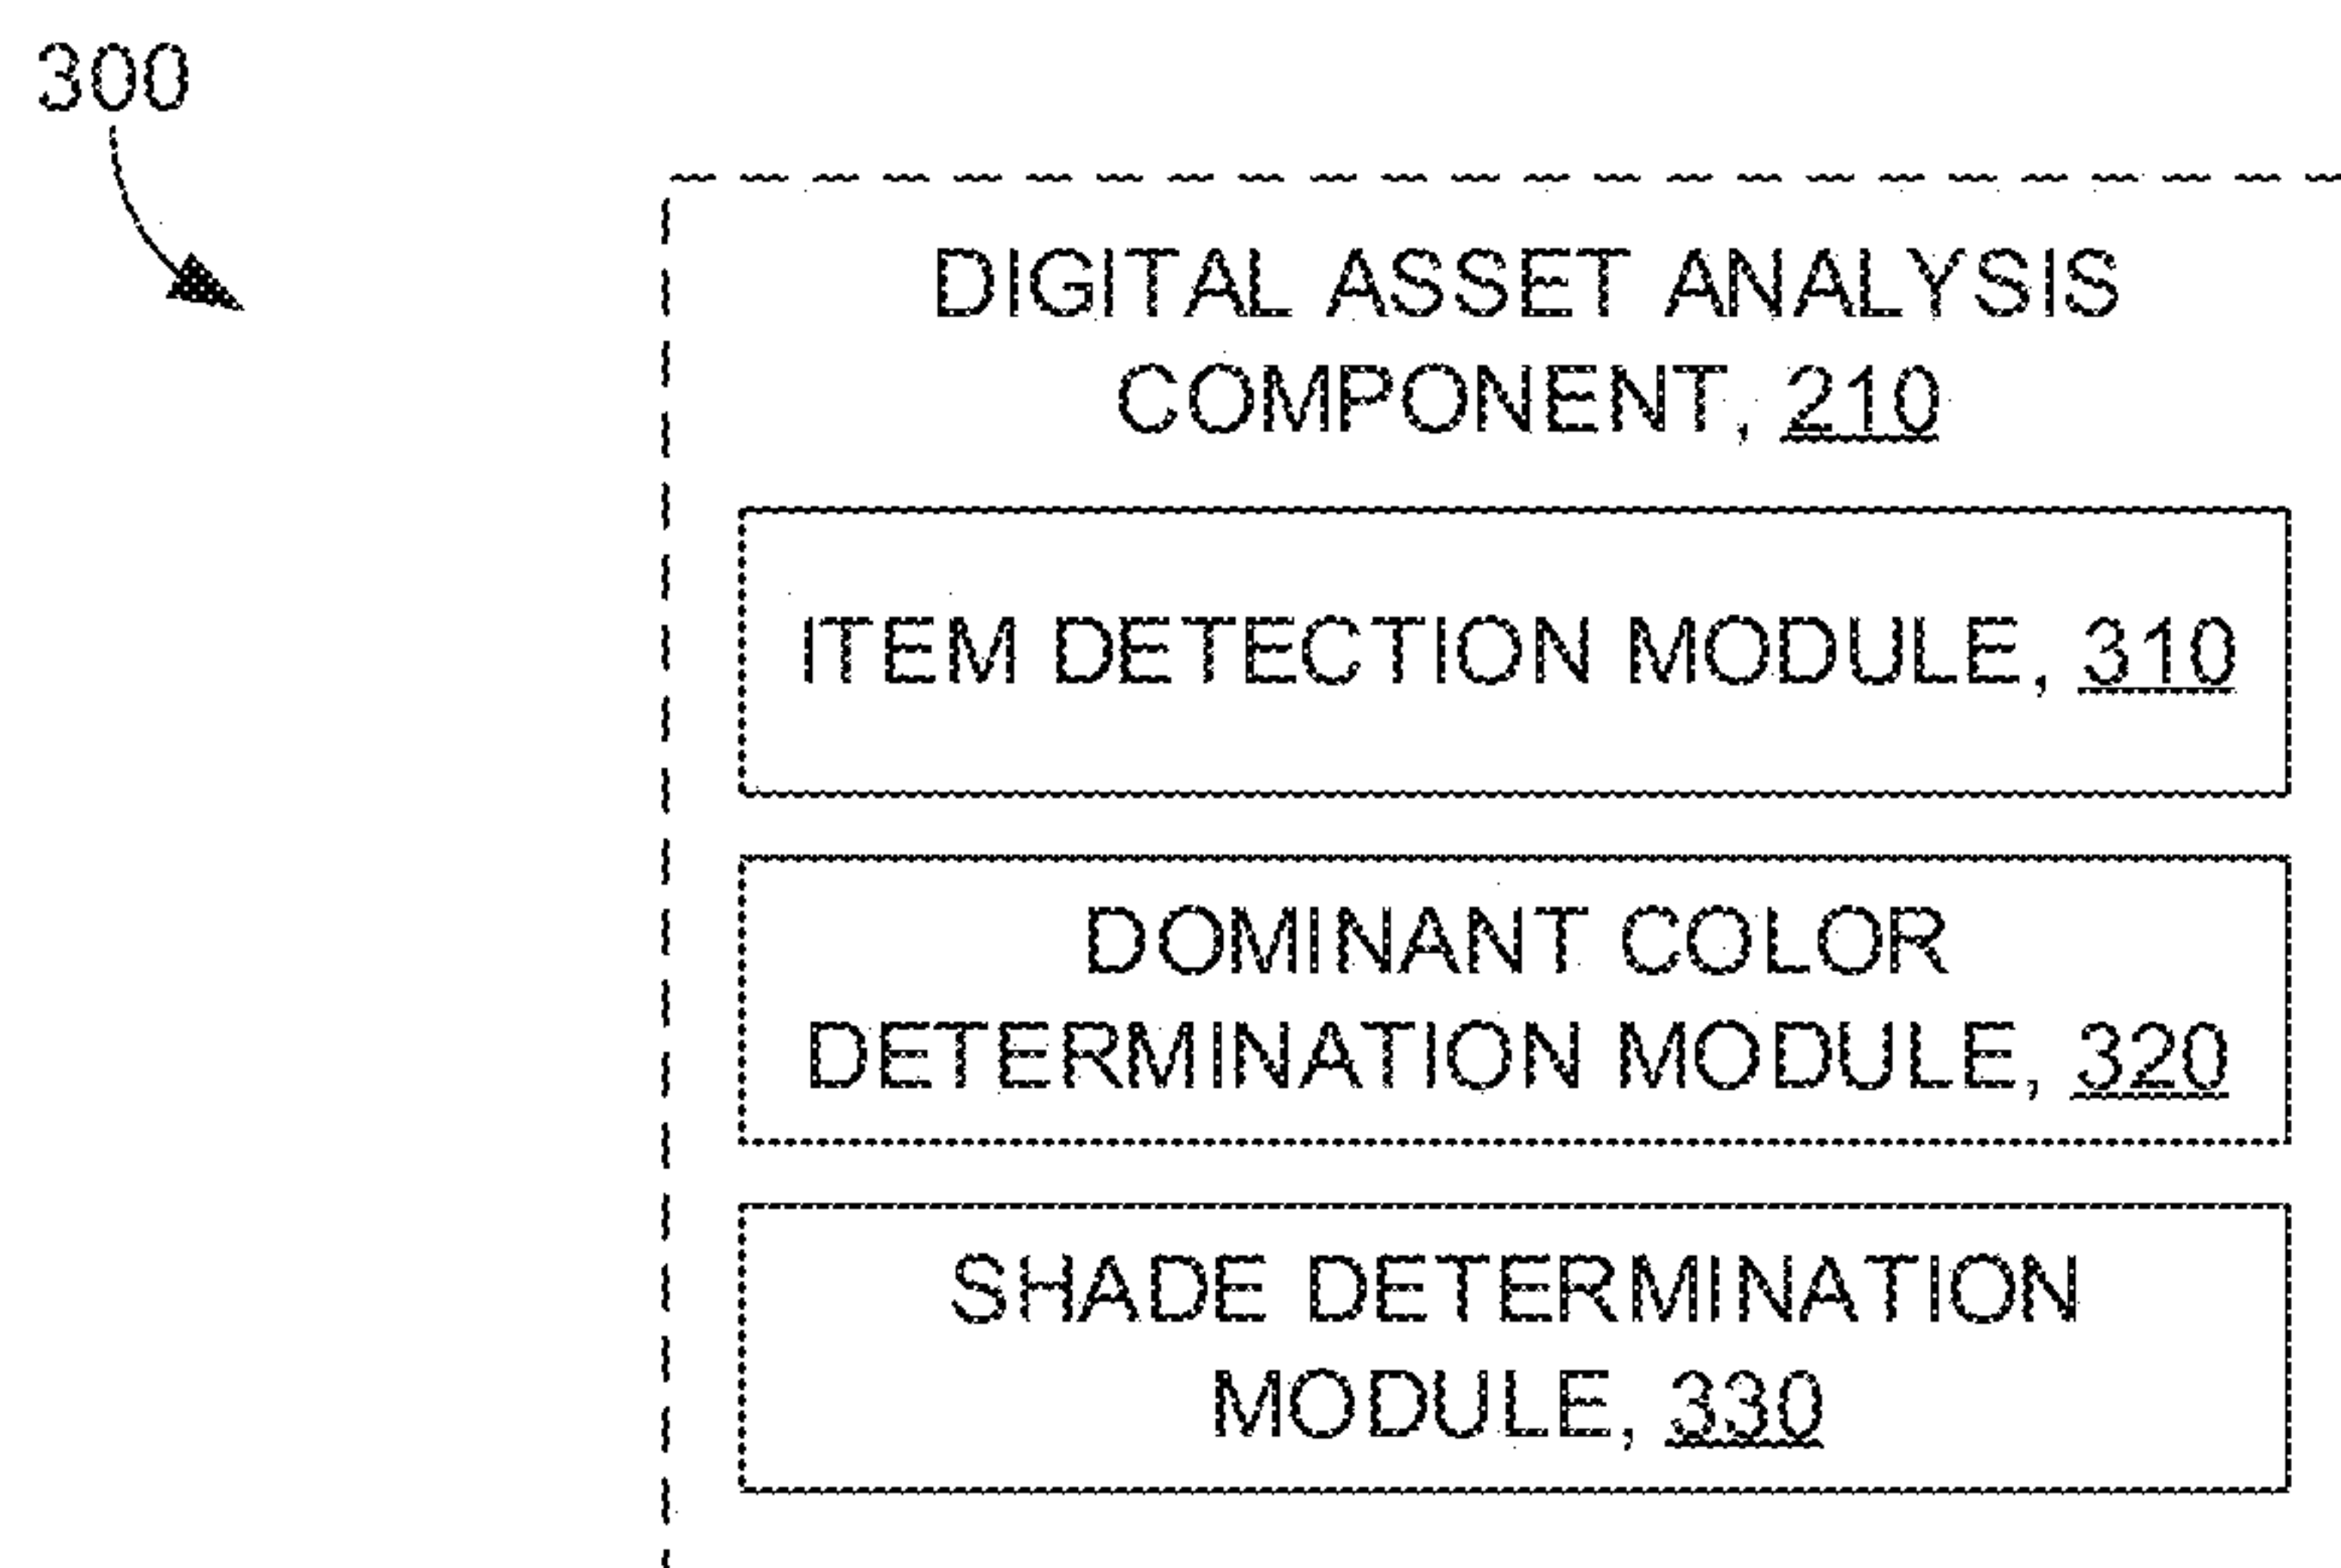 300
DIGITAL ASSET ANALYSIS
COMPONENT, 210
ITEM DETECTION MODULE, 310
DOMINANT COLOR
DETERMINATION MODULE, 320
SHADE DETERMINATION
MODULE, 330